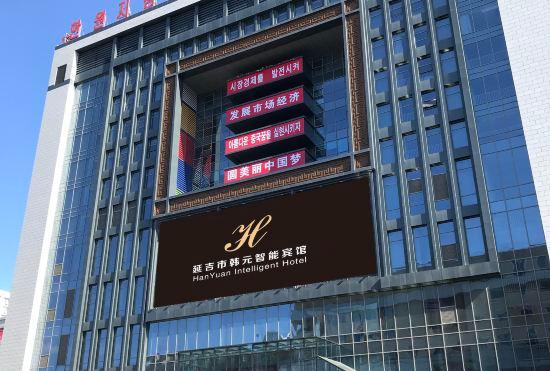 시장경제를 발전시켜
发展市场经济
아름다운 중국꿈을 실현시키자
圆美丽中国梦
H
延吉市韩元智能宾馆
HanYuan Intelligent Hotel